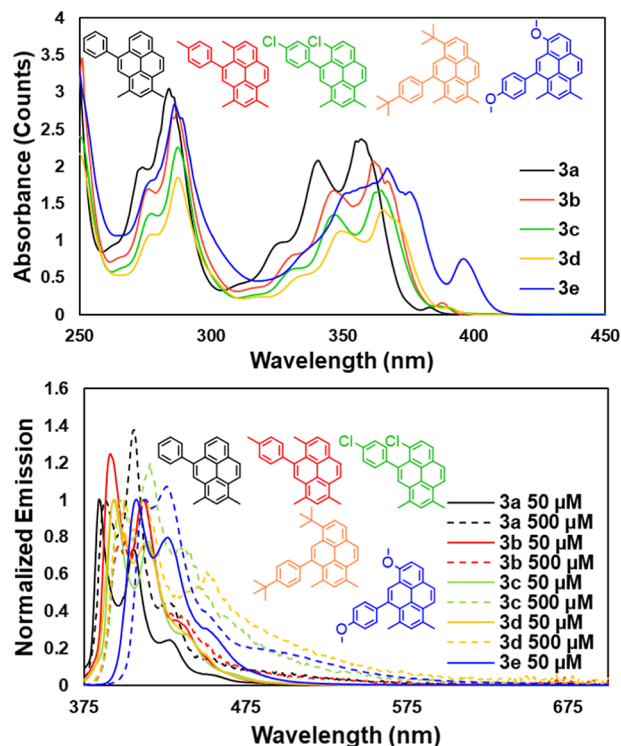 4
3.5
3
2.5
2
1.5
1
0.5
0
Absorbance (Counts)
Cl
Cl
O
O
3a
3b
3c
3d
3e
250
300
350
400
450
Wavelength (nm)
1.6
1.4
1.2
1
0.8
0.6
0.4
0.2
0
Normalized Emission
Cl
Cl
O
O
3a 50 µM
3a 500 µM
3b 50 µM
3b 500 µM
3c 50 µM
3c 500 µM
3d 50 µM
3d 500 µM
3e 50 µM
375
475
575
675
Wavelength (nm)